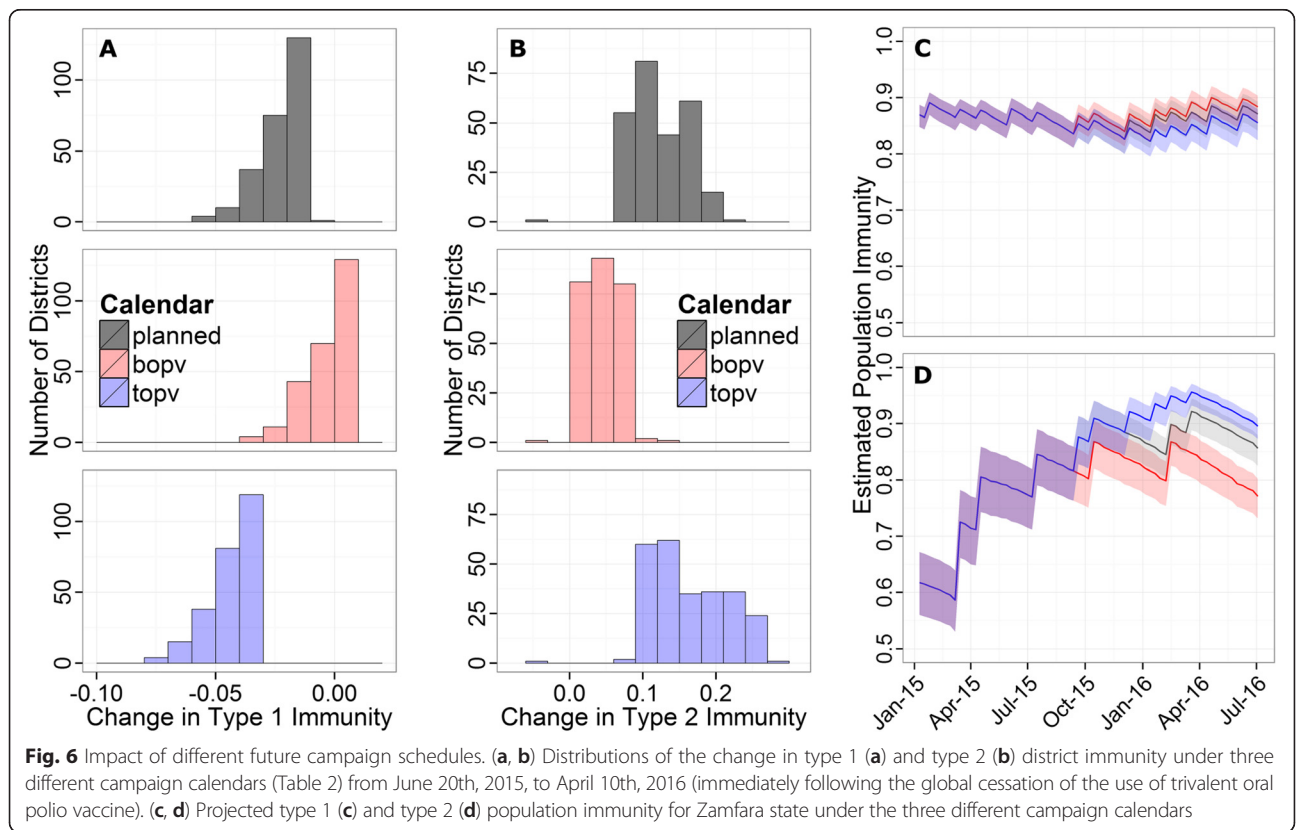 A
B
C
D
Number of Districts
0
50
100
0
50
100
0
50
100
Calendar
planned
bopv
topv
-0.10
-0.05
0.00
Change in Type 1 Immunity
Number of Districts
0
25
50
75
0
25
50
75
0
25
50
75
Calendar
planned
bopv
topv
0.0
0.1
0.2
Change in Type 2 Immunity
Estimated Population Immunity
0.5
0.6
0.7
0.8
0.9
1.0
0.5
0.6
0.7
0.8
0.9
1.0
Jan-15
Apr-15
Jul-15
Oct-15
Jan-16
Apr-16
Jul-16
Fig. 6 Impact of different future campaign schedules. (a, b) Distributions of the change in type 1 (a) and type 2 (b) district immunity under three
different campaign calendars (Table 2) from June 20th, 2015, to April 10th, 2016 (immediately following the global cessation of the use of trivalent oral
polio vaccine). (c, d) Projected type 1 (c) and type 2 (d) population immunity for Zamfara state under the three different campaign calendars